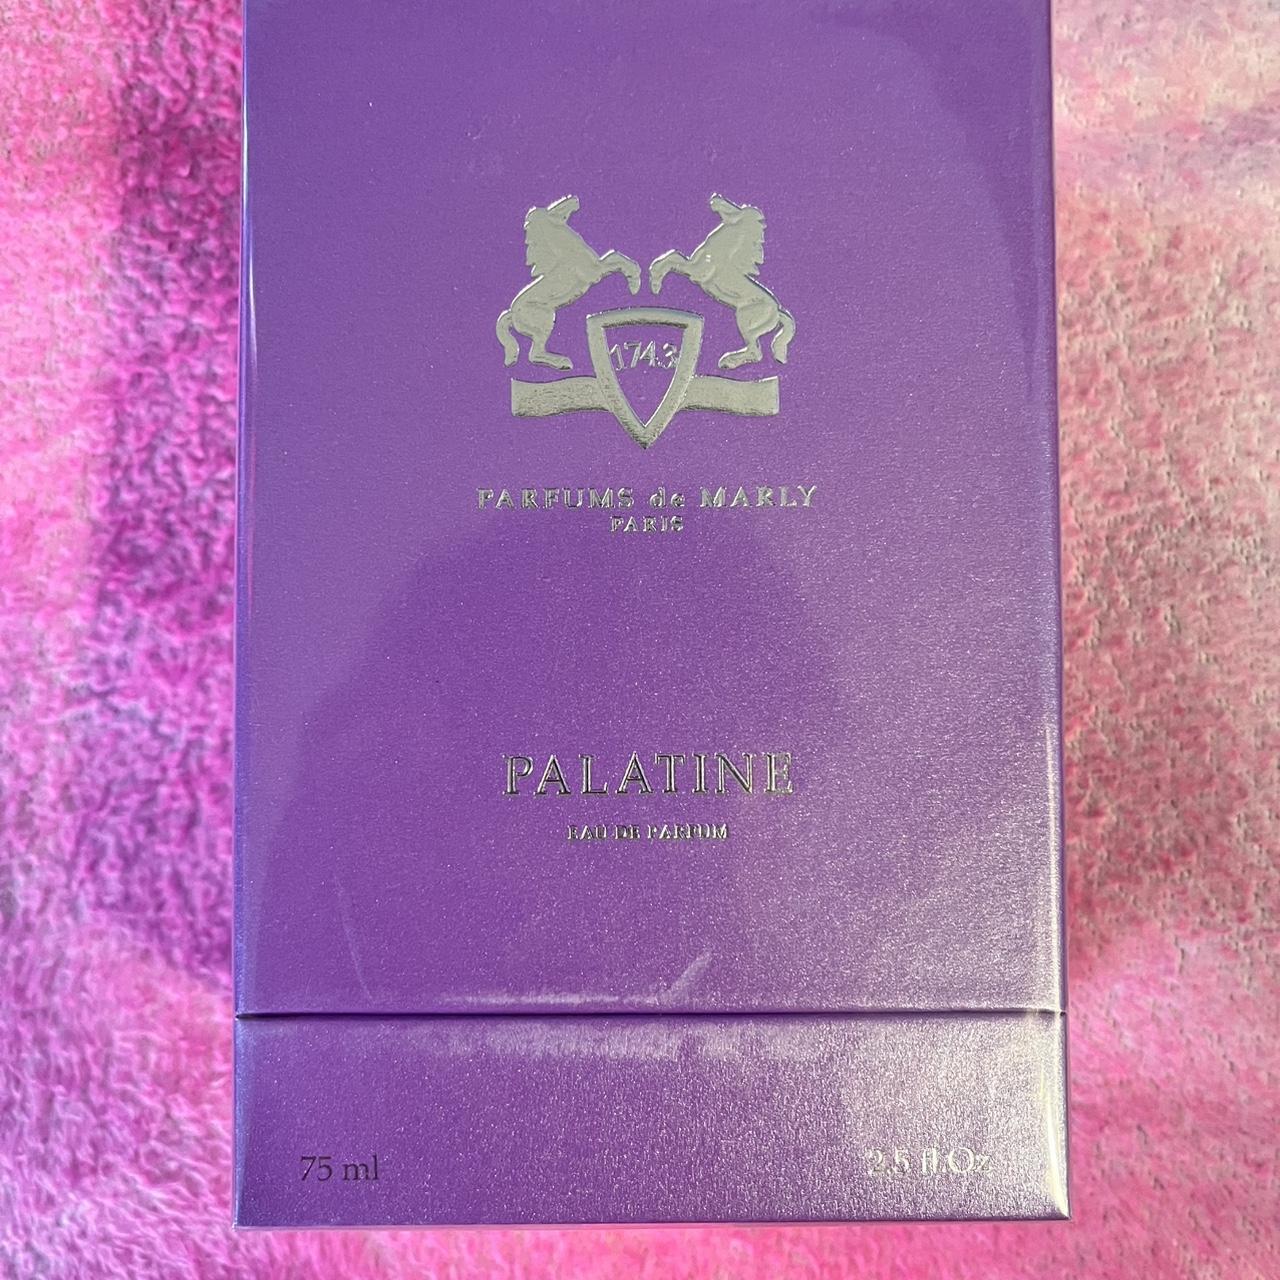 1743
PARFUMS de MARLY
PARIS
PALATINE
EAU DE PARFUM
75 ml
2.5 fl.Oz